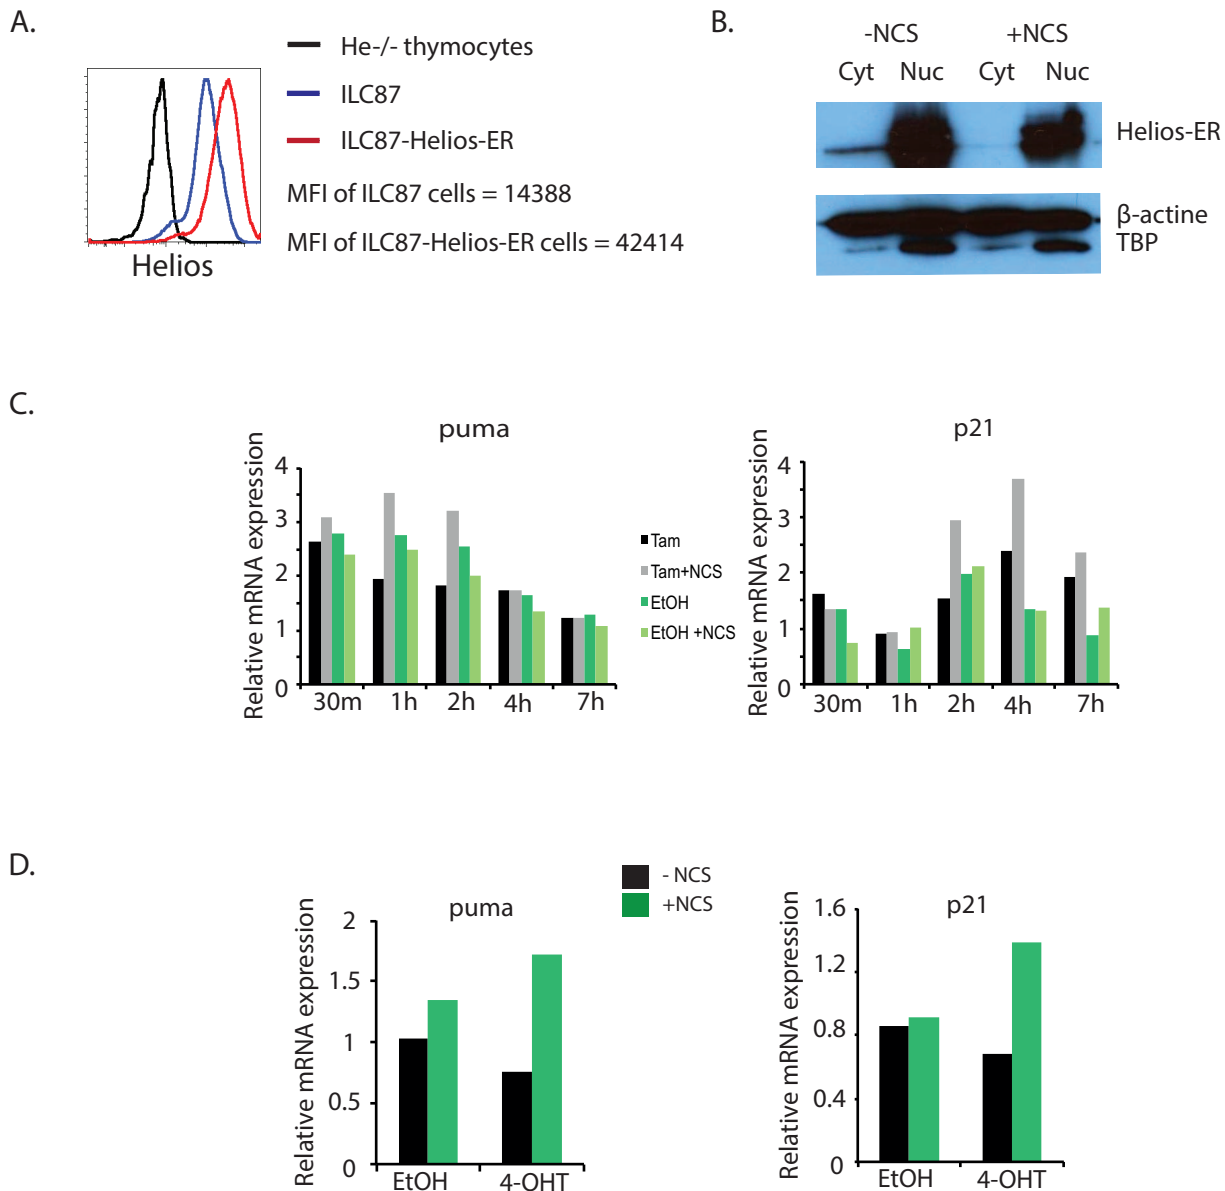 A.
He-/- thymocytes
ILC87
ILC87-Helios-ER
MFI of ILC87 cells = 14388
MFI of ILC87-Helios-ER cells = 42414
Helios
B.
-NCS +NCS
Cyt Nuc Cyt Nuc
Helios-ER
β-actine
TBP
C.
puma
Relative mRNA expression
4
3
2
1
0
30m 1h 2h 4h 7h
Tam
Tam+NCS
EtOH
EtOH +NCS
p21
Relative mRNA expression
4
3
2
1
0
30m 1h 2h 4h 7h
D.
- NCS
+NCS
puma
Relative mRNA expression
2
1.5
1
0.5
0
EtOH 4-OHT
p21
Relative mRNA expression
1.6
1.2
0.8
0.4
0
EtOH 4-OHT